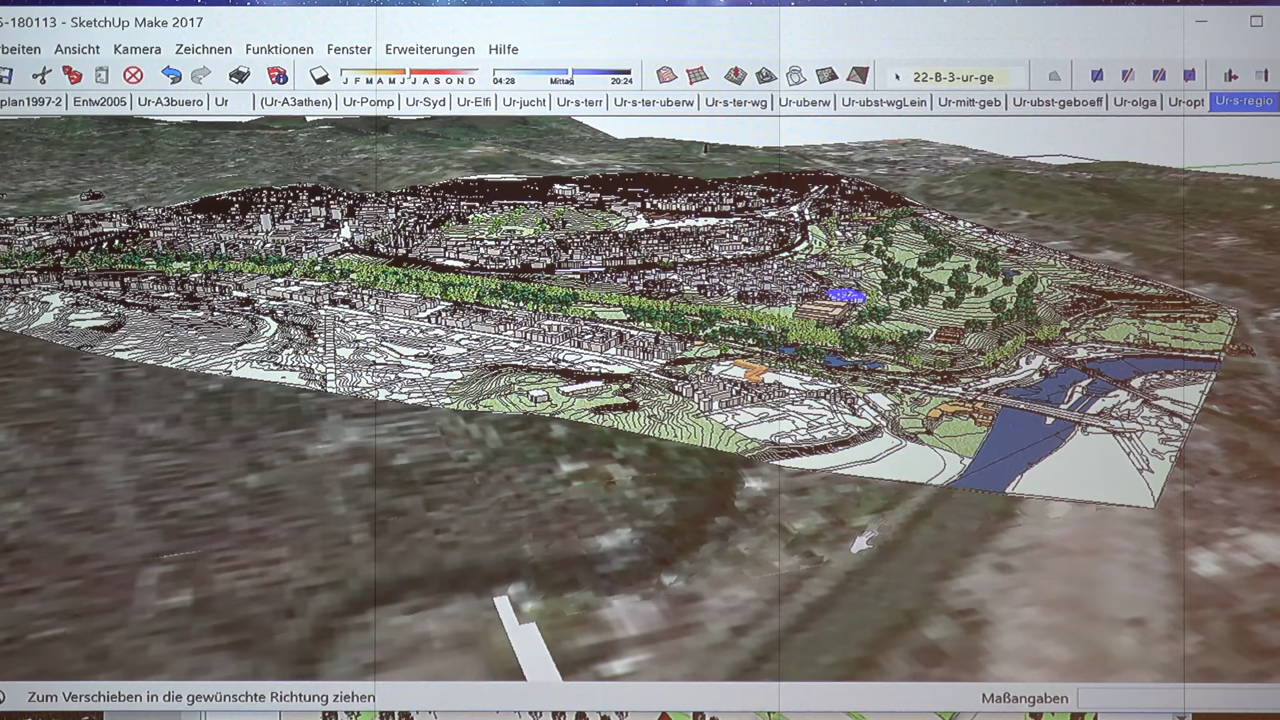 5-180113 - SketchUp Make 2017
beiten Ansicht Kamera Zeichnen Funktionen Fenster Erweiterungen Hilfe
J F M A M J J A S O N D 04:28 Mittag 20:24 22-B-3-ur-ge
plan1997-2 Entw2005 Ur-A3buero Ur (Ur-A3athen) Ur-Pomp Ur-Syd Ur-Elfi Ur-jucht Ur-s-terr Ur-s-ter-uberw Ur-s-ter-wg Ur-uberw Ur-ubst-wgLein Ur-mitt-geb Ur-ubst-geboeff Ur-olga Ur-opt Ur-s-regio
Zum Verschieben in die gewünschte Richtung ziehen Maßangaben